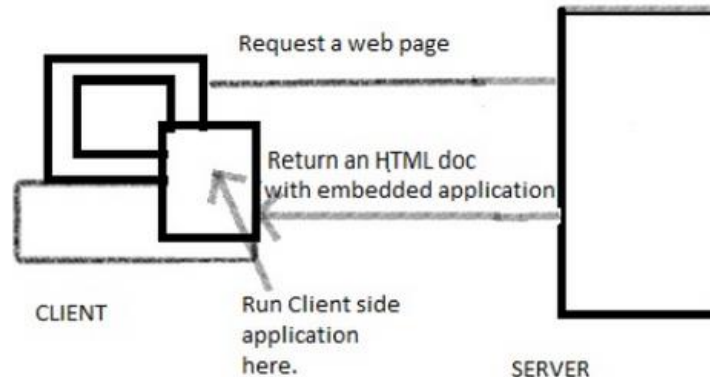 Request a web page
Return an HTML doc
with embedded application
CLIENT
Run Client side
application
here.
SERVER